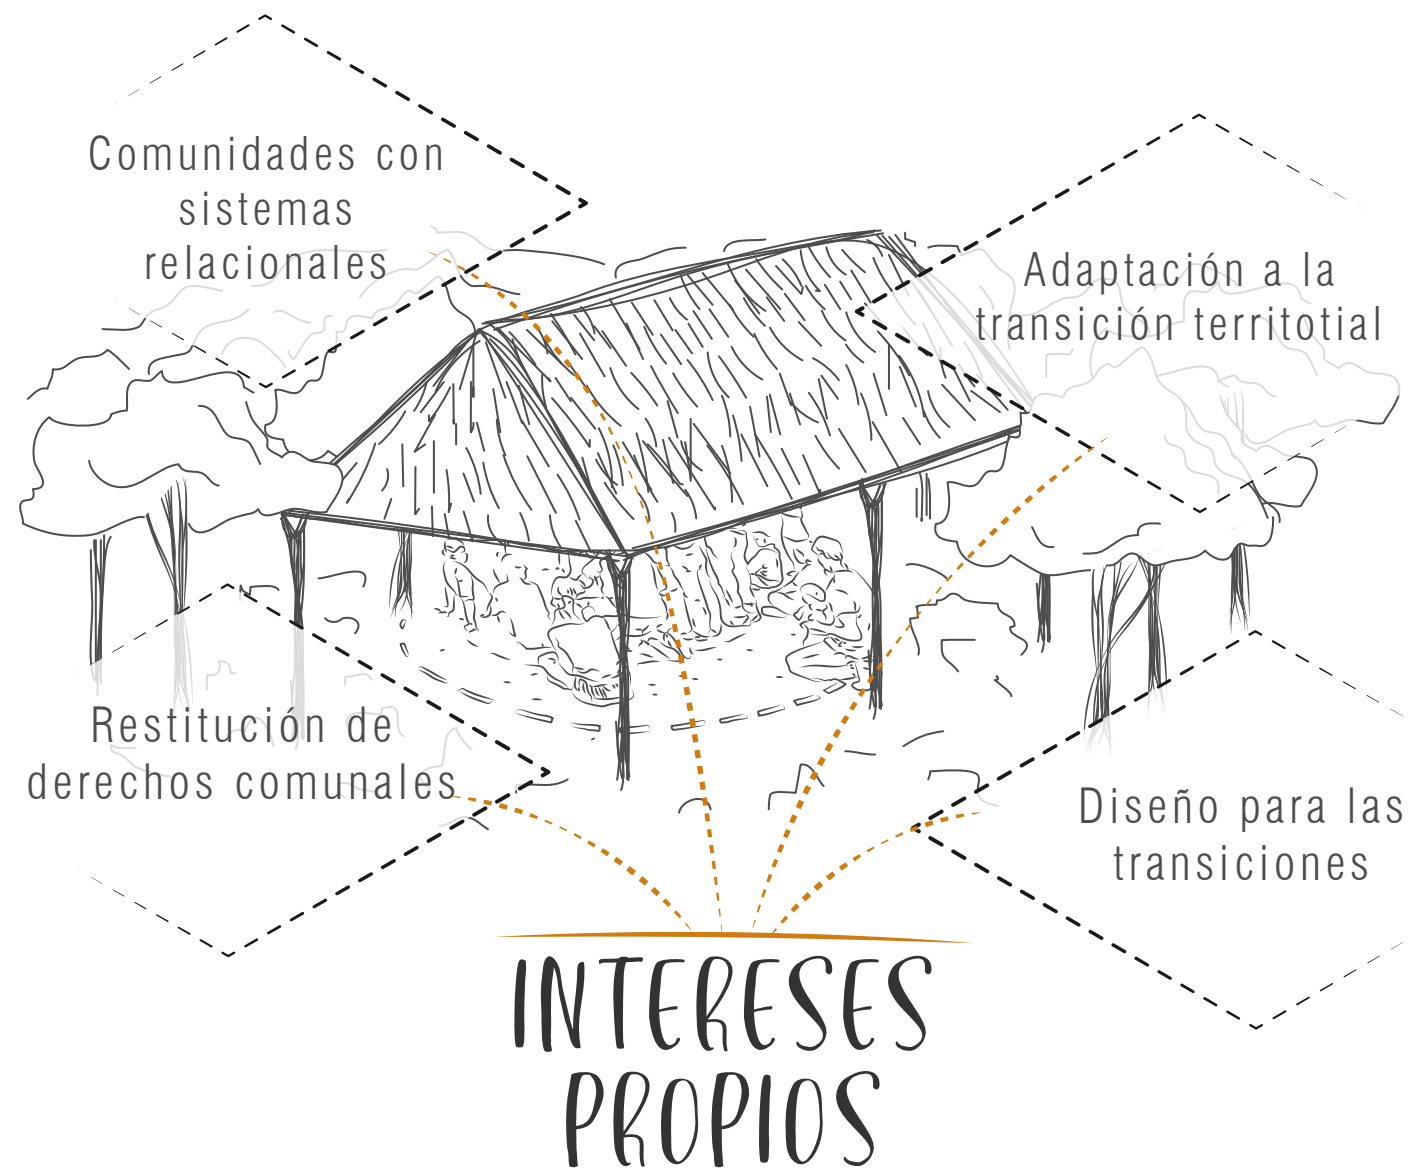 Comunidades con
sistemas
relacionales
Adaptación a la
transición territotial
Restitución de
derechos comunales
Diseño para las
transiciones
INTERESES
PROPIOS